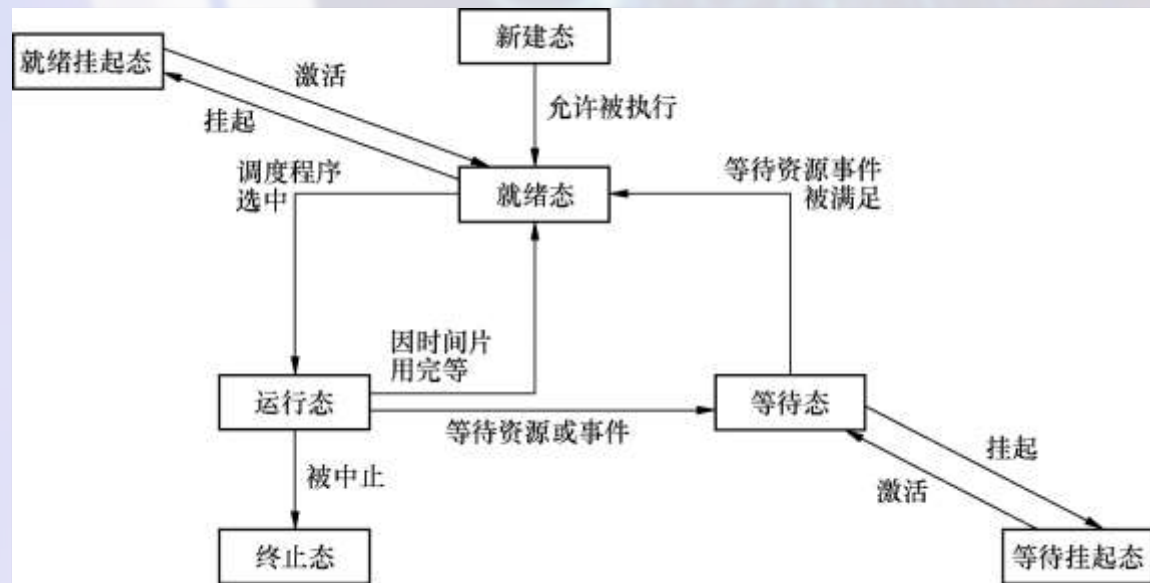 新建态
就绪挂起态
激活
允许被执行
挂起
调度程序
选中
就绪态
等待资源事件
被满足
因时间片
用完等
运行态
等待态
等待资源或事件
挂起
被中止
激活
终止态
等待挂起态